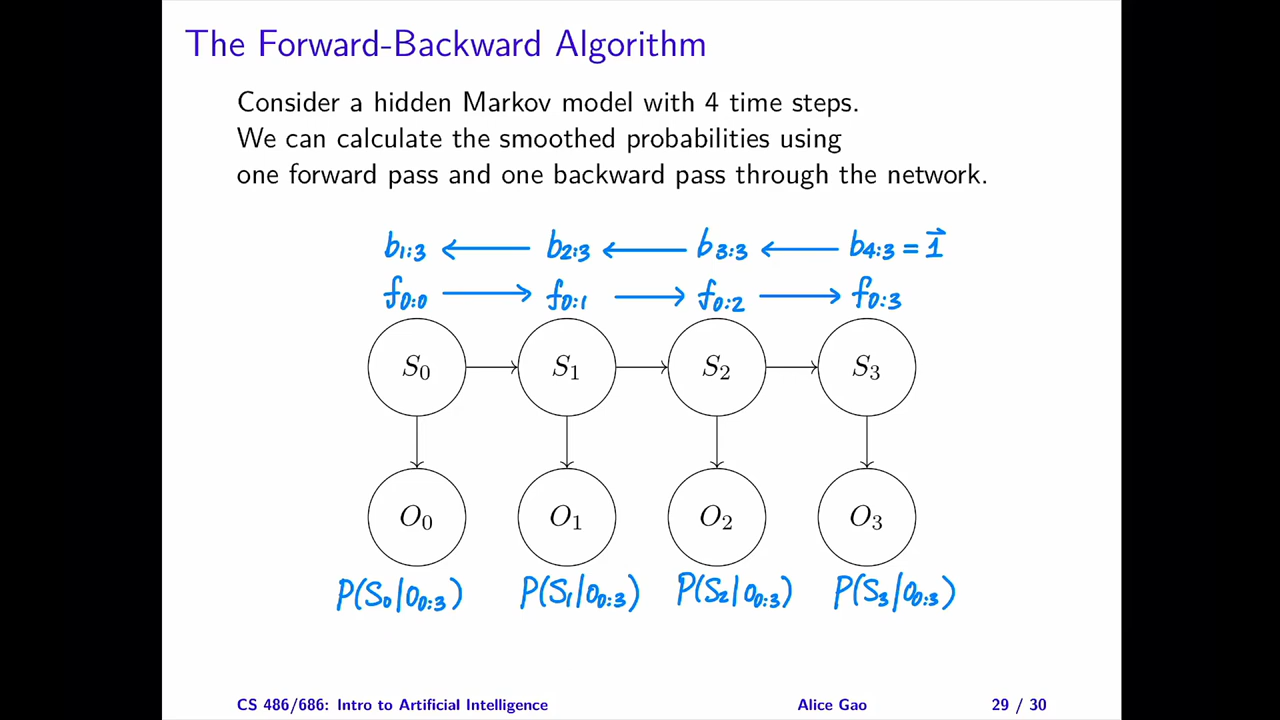 The Forward-Backward Algorithm
Consider a hidden Markov model with 4 time steps.
We can calculate the smoothed probabilities using
one forward pass and one backward pass through the network.
b1:3 ← b2:3 ← b3:3 ← b4:3 = 1⃗
f0:0 → f0:1 → f0:2 → f0:3
S0 S1 S2 S3
O0 O1 O2 O3
P(S0|O0:3) P(S1|O0:3) P(S2|O0:3) P(S3|O0:3)
CS 486/686: Intro to Artificial Intelligence Alice Gao 29 / 30